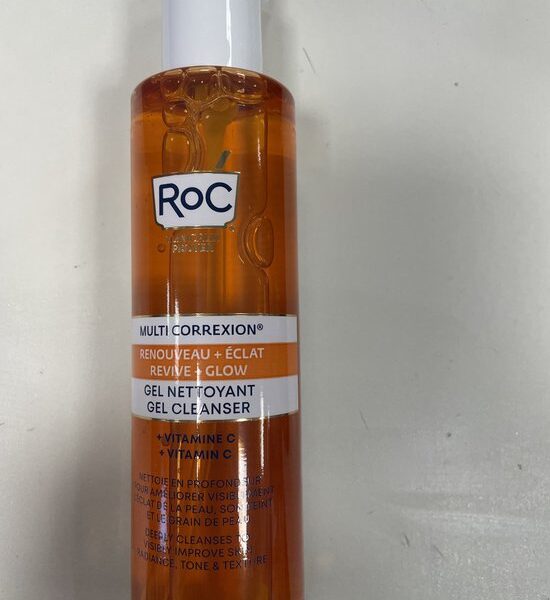 RoC
MULTI CORREXION®
RENOUVEAU + ÉCLAT
REVIVE + GLOW
GEL NETTOYANT
GEL CLEANSER
+ VITAMINE C
+ VITAMIN C
NETTOIE EN PROFONDEUR
POUR AMÉLIORER VISIBLEMENT
L'ÉCLAT DE LA PEAU, SON TEINT
ET LE GRAIN DE PEAU
DEEPLY CLEANSES TO
VISIBLY IMPROVE SKIN
RADIANCE, TONE & TEXTURE